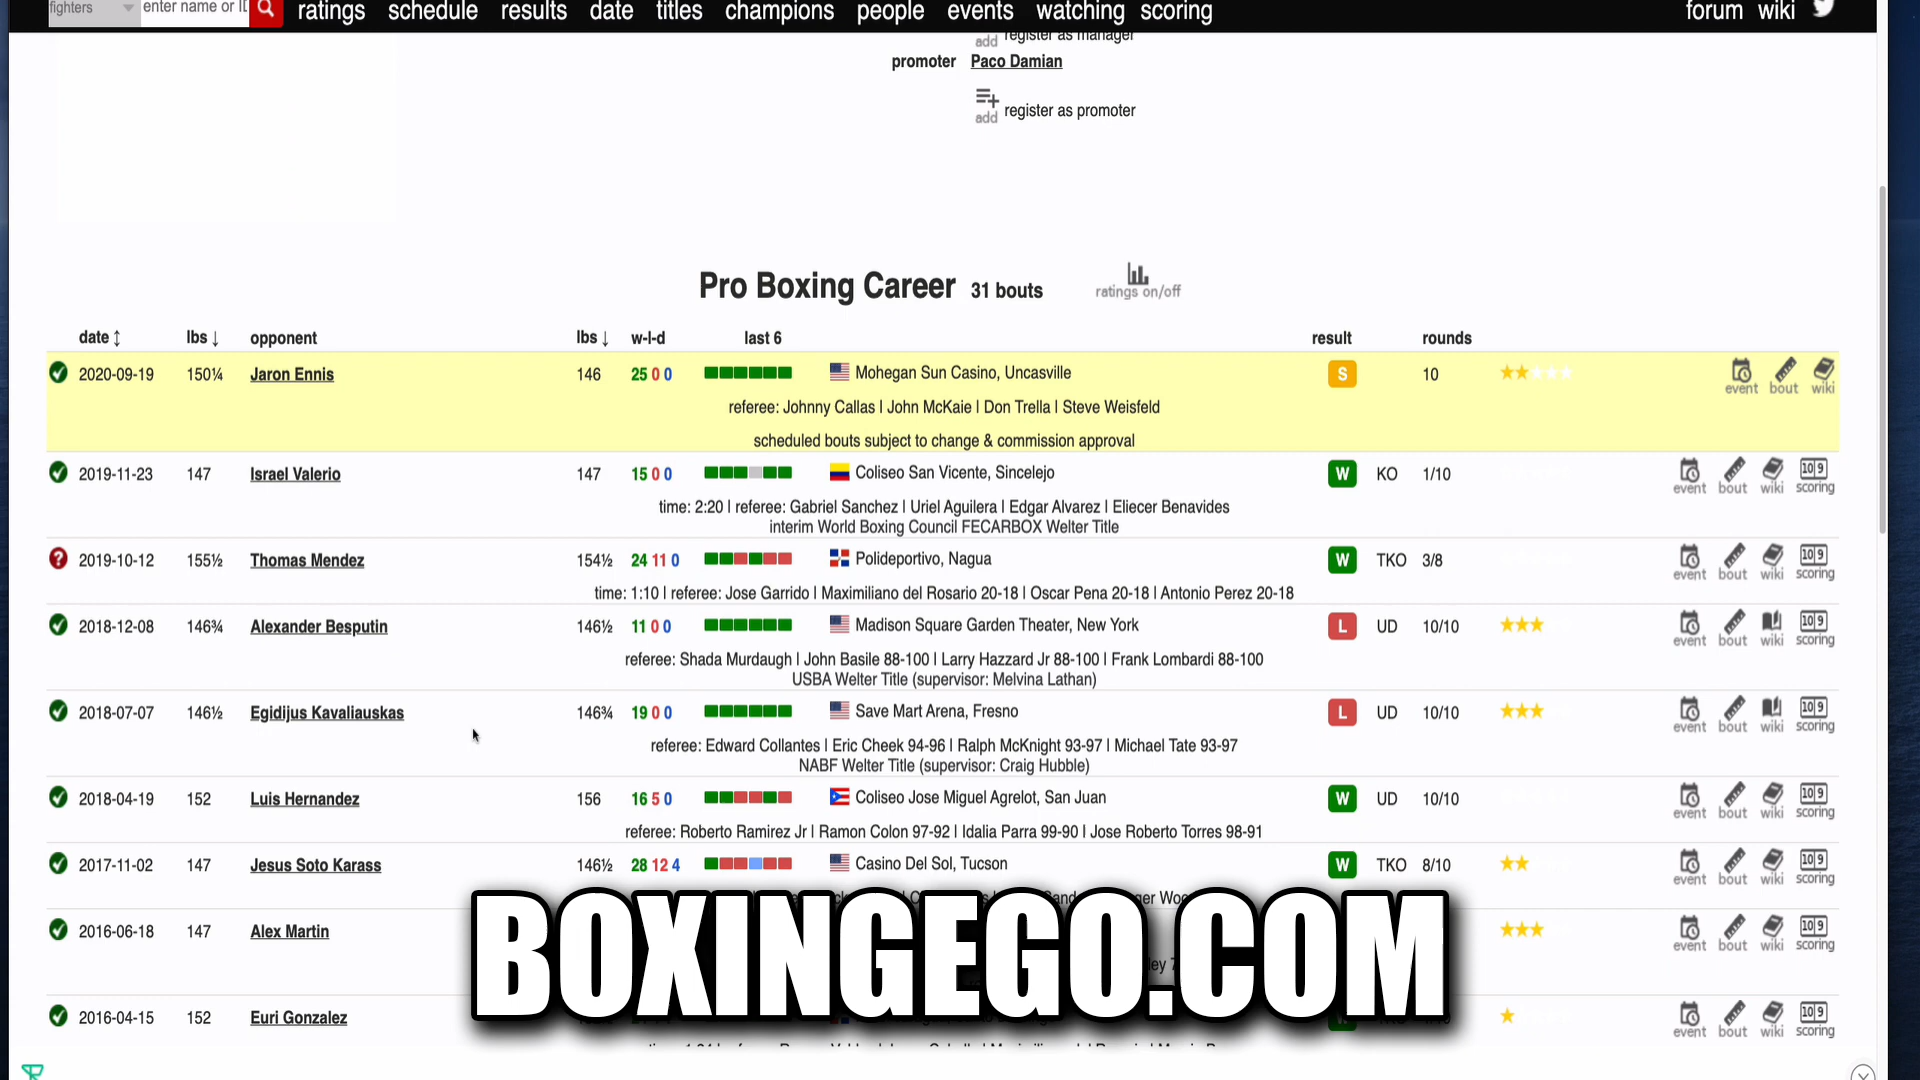 fighters enter name or ratings schedule results date titles champions people events watching scoring forum wiki
add register as manager
promoter Paco Damian
add register as promoter
Pro Boxing Career 31 bouts ratings on/off
date lbs opponent lbs w-l-d last 6 result rounds
2020-09-19 150¼ Jaron Ennis 146 25 0 0 Mohegan Sun Casino, Uncasville S 10 event bout wiki
referee: Johnny Callas | John McKaie | Don Trella | Steve Weisfeld
scheduled bouts subject to change & commission approval
2019-11-23 147 Israel Valerio 147 15 0 0 Coliseo San Vicente, Sincelejo W KO 1/10 event bout wiki 10 9 scoring
time: 2:20 | referee: Gabriel Sanchez | Uriel Aguilera | Edgar Alvarez | Eliecer Benavides
interim World Boxing Council FECARBOX Welter Title
2019-10-12 155½ Thomas Mendez 154½ 24 11 0 Polideportivo, Nagua W TKO 3/8 event bout wiki 10 9 scoring
time: 1:10 | referee: Jose Garrido | Maximiliano del Rosario 20-18 | Oscar Pena 20-18 | Antonio Perez 20-18
2018-12-08 146¾ Alexander Besputin 146½ 11 0 0 Madison Square Garden Theater, New York L UD 10/10 event bout wiki 10 9 scoring
referee: Shada Murdaugh | John Basile 88-100 | Larry Hazzard Jr 88-100 | Frank Lombardi 88-100
USBA Welter Title (supervisor: Melvina Lathan)
2018-07-07 146½ Egidijus Kavaliauskas 146¾ 19 0 0 Save Mart Arena, Fresno L UD 10/10 event bout wiki 10 9 scoring
referee: Edward Collantes | Eric Cheek 94-96 | Ralph McKnight 93-97 | Michael Tate 93-97
NABF Welter Title (supervisor: Craig Hubble)
2018-04-19 152 Luis Hernandez 156 16 5 0 Coliseo Jose Miguel Agrelot, San Juan W UD 10/10 event bout wiki 10 9 scoring
referee: Roberto Ramirez Jr | Ramon Colon 97-92 | Idalia Parra 99-90 | Jose Roberto Torres 98-91
2017-11-02 147 Jesus Soto Karass 146½ 28 12 4 Casino Del Sol, Tucson W TKO 8/10 event bout wiki 10 9 scoring
2016-06-18 147 Alex Martin event bout wiki 10 9 scoring
BOXINGEGO.COM
2016-04-15 152 Euri Gonzalez event bout wiki 10 9 scoring